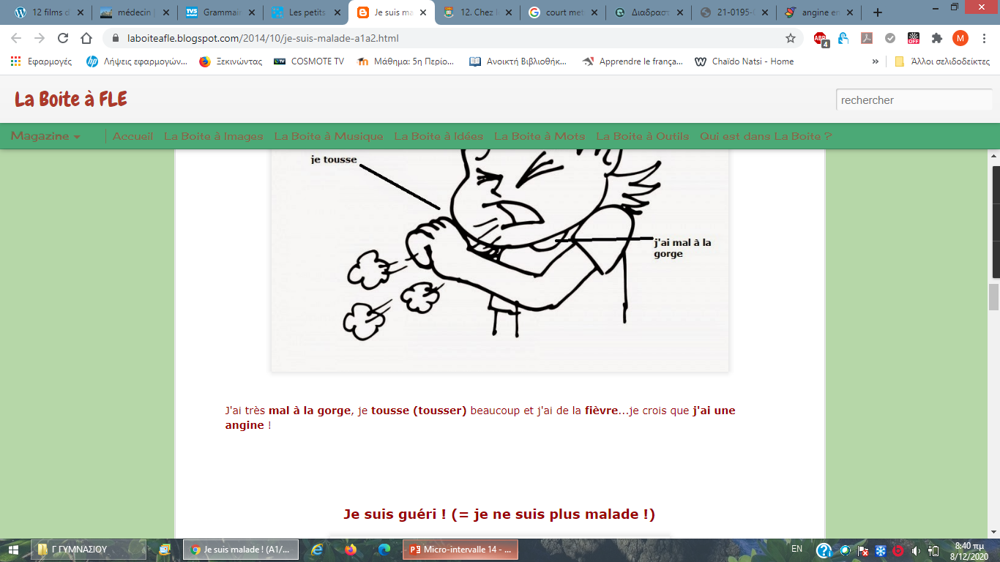 12 films d
médecin
Grammair
Les petits
Je suis ma
12. Chez l
court met
Διαδραστ
21-0195-
angine en
laboiteafle.blogspot.com/2014/10/je-suis-malade-a1a2.html
ABP
4
OFF
M
Εφαρμογές
Λήψεις εφαρμογών...
Ξεκινώντας
COSMOTE TV
Μάθημα: 5η Περίο...
Ανοικτή Βιβλιοθήκ...
Apprendre le frança...
Chaïdo Natsi - Home
»
Άλλοι σελιδοδείκτες
La Boite à FLE
rechercher
Magazine
Accueil La Boite à Images La Boite à Musique La Boite à Idées La Boite à Mots La Boite à Outils Qui est dans La Boite ?
je tousse
j'ai mal à la
gorge
J'ai très mal à la gorge, je tousse (tousser) beaucoup et j'ai de la fièvre...je crois que j'ai une
angine !
Je suis guéri ! (= je ne suis plus malade !)
Γ ΓΥΜΝΑΣΙΟΥ
Je suis malade ! (A1/...
Micro-intervalle 14 - ...
EN
8:40 πμ
8/12/2020